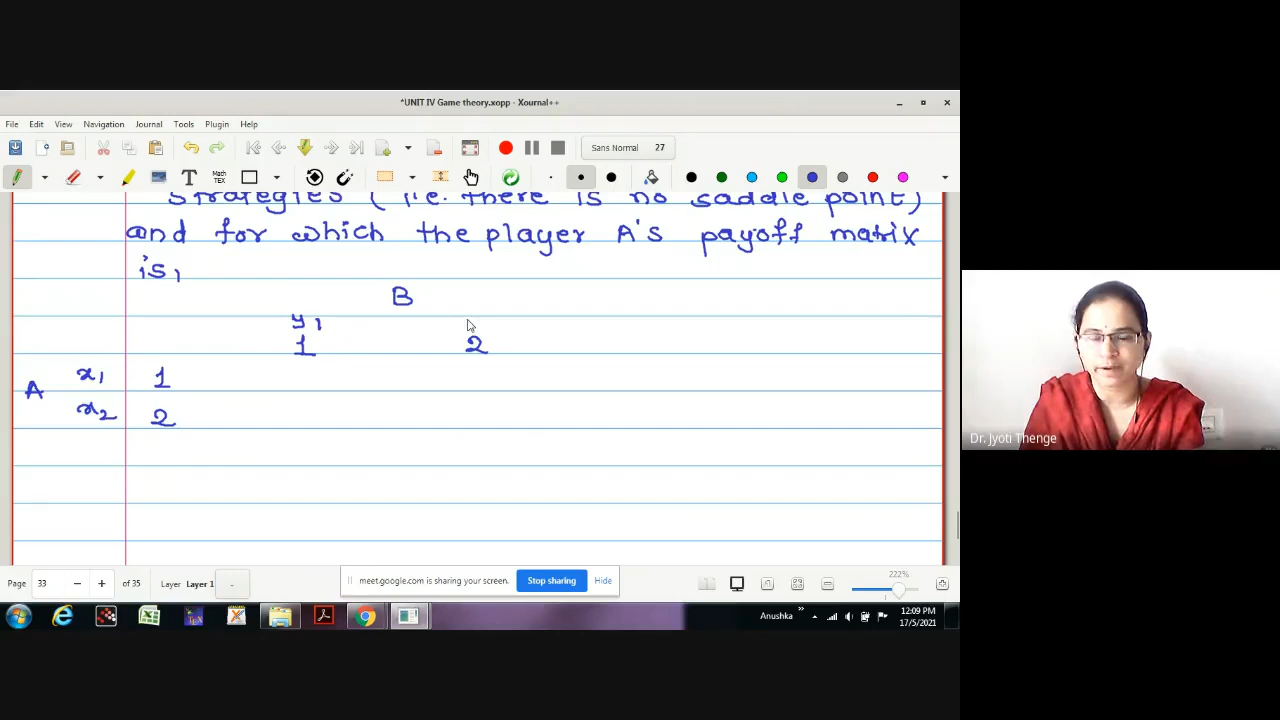 *UNIT IV Game theory.xopp - Xournal++
File Edit View Navigation Journal Tools Plugin Help
Sans Normal 27
T Math TEX
Strategies (i.e. there is no saddle point)
and for which the player A's payoff matrix
is,
B
y1
1 2
A x1 1
x2 2
Dr. Jyoti Thenge
Page 33 of 35 Layer Layer 1
meet.google.com is sharing your screen. Stop sharing Hide
222%
Anushka 12:09 PM
17/5/2021